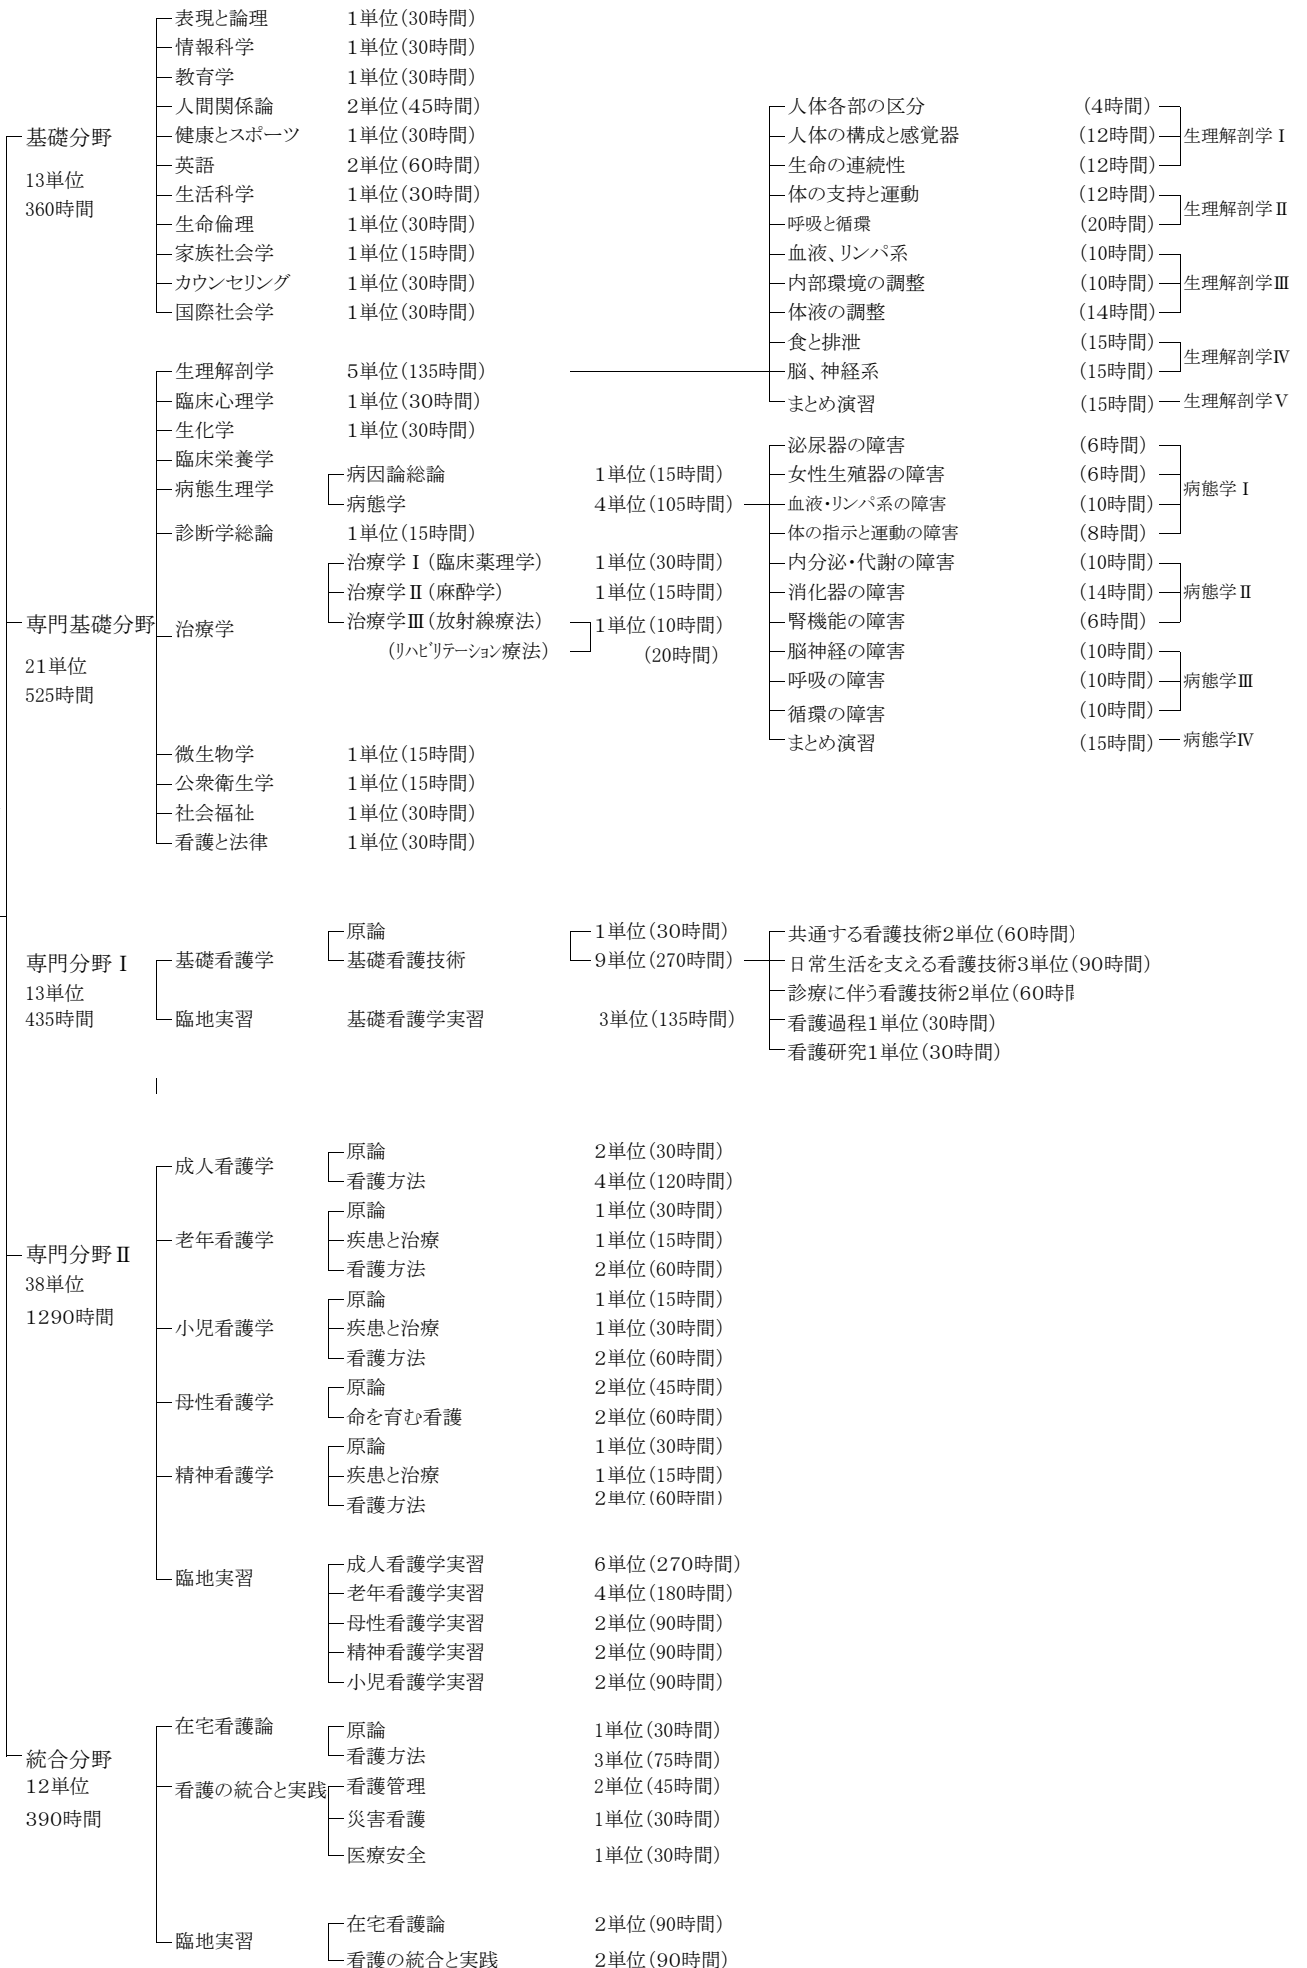 表現と論理 1単位(30時間)
情報科学 1単位(30時間)
教育学 1単位(30時間)
人間関係論 2単位(45時間)
基礎分野 健康とスポーツ 1単位(30時間)
英語 2単位(60時間)
13単位
360時間
生活科学 1単位(30時間)
生命倫理 1単位(30時間)
家族社会学 1単位(15時間)
カウンセリング 1単位(30時間)
国際社会学 1単位(30時間)
人体各部の区分 (4時間)
人体の構成と感覚器 (12時間) 生理解剖学Ⅰ
生命の連続性 (12時間)
体の支持と運動 (12時間)
生理解剖学Ⅱ
呼吸と循環 (20時間)
血液、リンパ系 (10時間)
内部環境の調整 (10時間) 生理解剖学Ⅲ
体液の調整 (14時間)
食と排泄 (15時間)
生理解剖学Ⅳ
脳、神経系 (15時間)
まとめ演習 (15時間) 生理解剖学Ⅴ
生理解剖学 5単位(135時間)
臨床心理学 1単位(30時間)
生化学 1単位(30時間)
臨床栄養学
病態生理学
病因論総論 1単位(15時間)
病態学 4単位(105時間)
泌尿器の障害 (6時間)
女性生殖器の障害 (6時間)
病態学Ⅰ
血液・リンパ系の障害 (10時間)
体の指示と運動の障害 (8時間)
内分泌・代謝の障害 (10時間)
消化器の障害 (14時間) 病態学Ⅱ
腎機能の障害 (6時間)
脳神経の障害 (10時間)
呼吸の障害 (10時間) 病態学Ⅲ
循環の障害 (10時間)
まとめ演習 (15時間) 病態学Ⅳ
診断学総論 1単位(15時間)
専門基礎分野 治療学
21単位
525時間
治療学Ⅰ(臨床薬理学) 1単位(30時間)
治療学Ⅱ(麻酔学) 1単位(15時間)
治療学Ⅲ(放射線療法) 1単位(10時間)
(リハビリテーション療法) (20時間)
微生物学 1単位(15時間)
公衆衛生学 1単位(15時間)
社会福祉 1単位(30時間)
看護と法律 1単位(30時間)
専門分野Ⅰ 基礎看護学
13単位
435時間
原論 1単位(30時間)
基礎看護技術 9単位(270時間)
臨地実習 基礎看護学実習 3単位(135時間)
共通する看護技術2単位(60時間)
日常生活を支える看護技術3単位(90時間)
診療に伴う看護技術2単位(60時
看護過程1単位(30時間)
看護研究1単位(30時間)
専門分野Ⅱ
38単位
1290時間
成人看護学
原論 2単位(30時間)
看護方法 4単位(120時間)
老年看護学
原論 1単位(30時間)
疾患と治療 1単位(15時間)
看護方法 2単位(60時間)
小児看護学
原論 1単位(15時間)
疾患と治療 1単位(30時間)
看護方法 2単位(60時間)
母性看護学
原論 2単位(45時間)
命を育む看護 2単位(60時間)
精神看護学
原論 1単位(30時間)
疾患と治療 1単位(15時間)
看護方法 2単位(60時間)
臨地実習
成人看護学実習 6単位(270時間)
老年看護学実習 4単位(180時間)
母性看護学実習 2単位(90時間)
精神看護学実習 2単位(90時間)
小児看護学実習 2単位(90時間)
統合分野
12単位
390時間
在宅看護論
原論 1単位(30時間)
看護方法 3単位(75時間)
看護の統合と実践 看護管理 2単位(45時間)
災害看護 1単位(30時間)
医療安全 1単位(30時間)
臨地実習
在宅看護論 2単位(90時間)
看護の統合と実践 2単位(90時間)